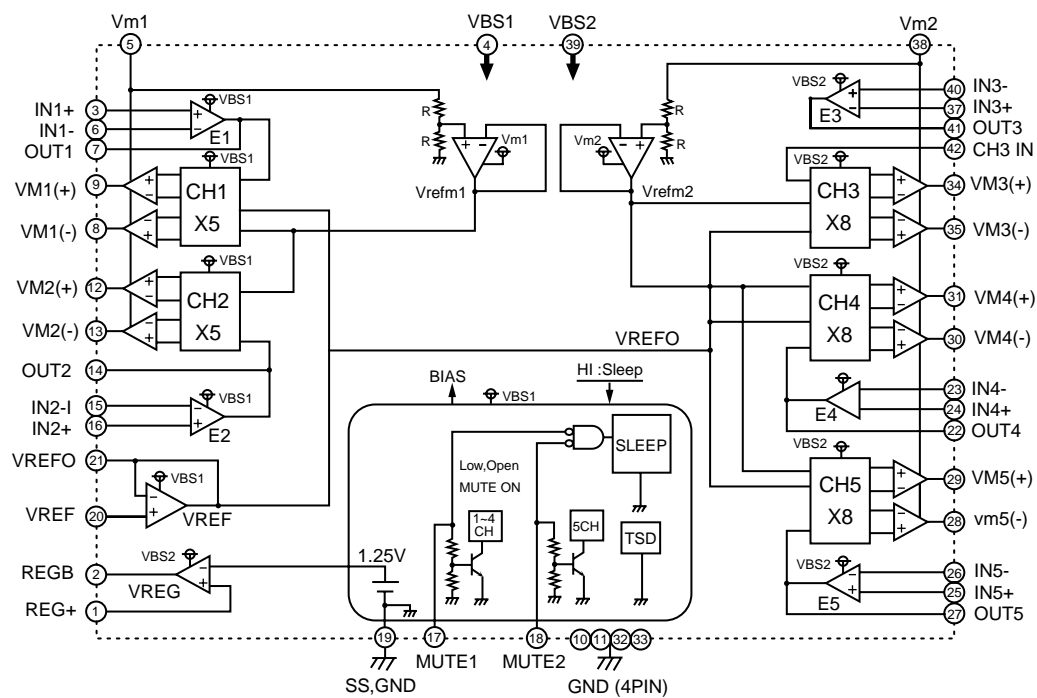 Vm1
VBS1
VBS2
Vm2
5
4
39
38
IN1+
3
VBS1
+
−
E1
IN1-
6
OUT1
7
R
R
+ −
Vm1
Vrefm1
R
R
− +
Vm2
Vrefm2
VBS2
+
−
E3
40
IN3-
37
IN3+
41
OUT3
42
CH3 IN
VM1(+)
9
+
−
VBS1
CH1
X5
VM1(-)
8
−
+
VBS2
CH3
X8
+
−
34
VM3(+)
−
+
35
VM3(-)
VM2(+)
12
+
−
VBS1
CH2
X5
VM2(-)
13
−
+
VBS2
CH4
X8
+
−
31
VM4(+)
−
+
30
VM4(-)
VREFO
OUT2
14
IN2-I
15
−
+
VBS1
E2
IN2+
16
BIAS
VBS1
HI :Sleep
23
IN4-
24
IN4+
E4
22
OUT4
VREFO
21
VBS1
−
+
VREF
20
VREF
Low,Open
MUTE ON
SLEEP
1~4
CH
5CH
TSD
VBS2
CH5
X8
+
−
29
VM5(+)
−
+
28
vm5(-)
REGB
2
VBS2
−
+
VREG
1.25V
REG+
1
VBS2
−
+
E5
26
IN5-
25
IN5+
27
OUT5
19
17
18
10
11
32
33
SS,GND
MUTE1
MUTE2
GND (4PIN)